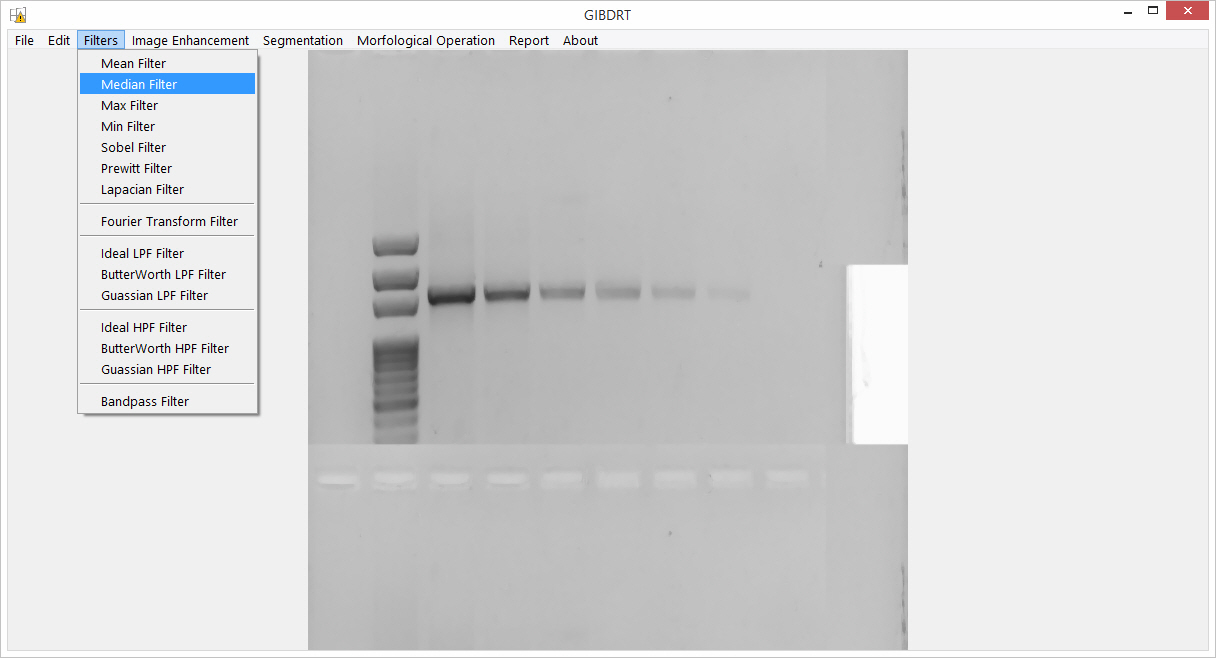 GIBDRT
File Edit Filters Image Enhancement Segmentation Morfological Operation Report About
Mean Filter
Median Filter
Max Filter
Min Filter
Sobel Filter
Prewitt Filter
Lapacian Filter
Fourier Transform Filter
Ideal LPF Filter
ButterWorth LPF Filter
Guassian LPF Filter
Ideal HPF Filter
ButterWorth HPF Filter
Guassian HPF Filter
Bandpass Filter